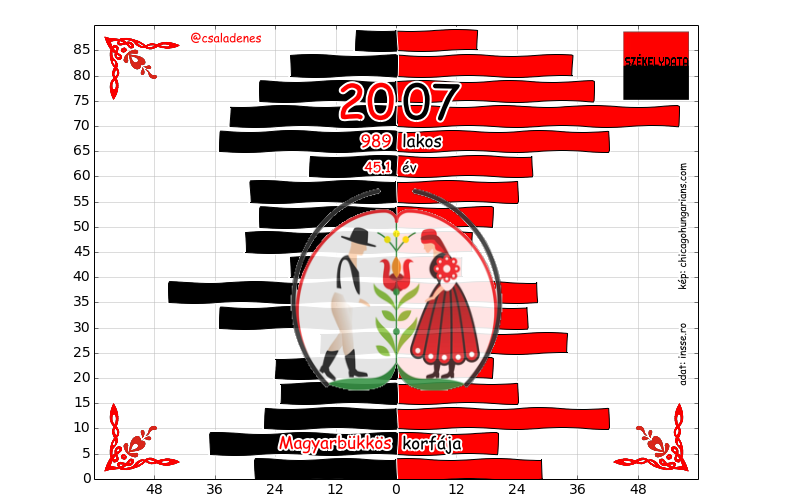 @csaladenes
SZÉKELYDATA
2007
989 lakos
45.1 év
Magyarbükkös korfája
kép: chicagohungarians.com
adat: insse.ro
85
80
75
70
65
60
55
50
45
40
35
30
25
20
15
10
5
0
48 36 24 12 0 12 24 36 48